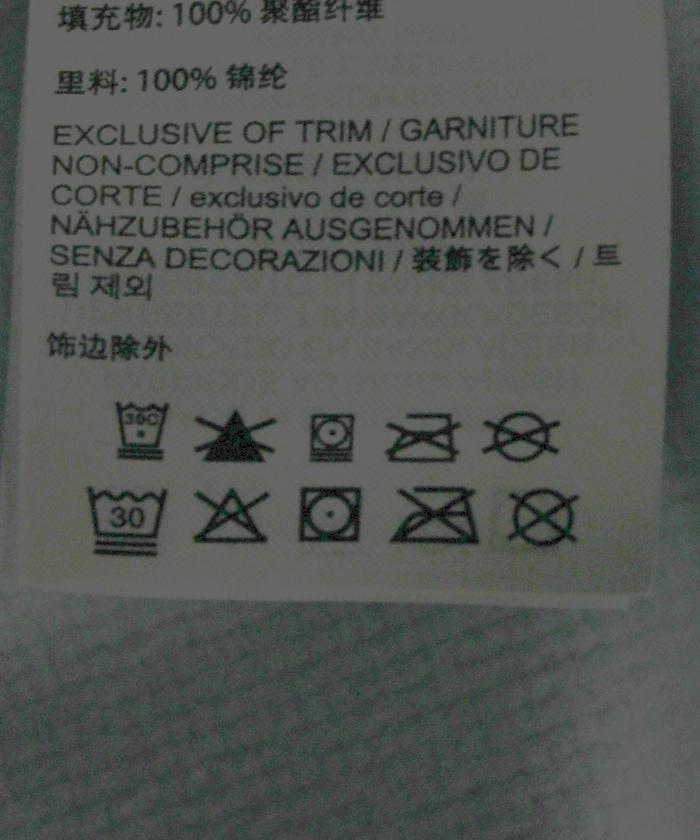 填充物: 100% 聚酯纤维
里料: 100% 锦纶
EXCLUSIVE OF TRIM / GARNITURE
NON-COMPRISE / EXCLUSIVO DE
CORTE / exclusivo de corte /
NÄHZUBEHÖR AUSGENOMMEN /
SENZA DECORAZIONI / 装飾を除く / 트
림 제외
饰边除外
30C
30